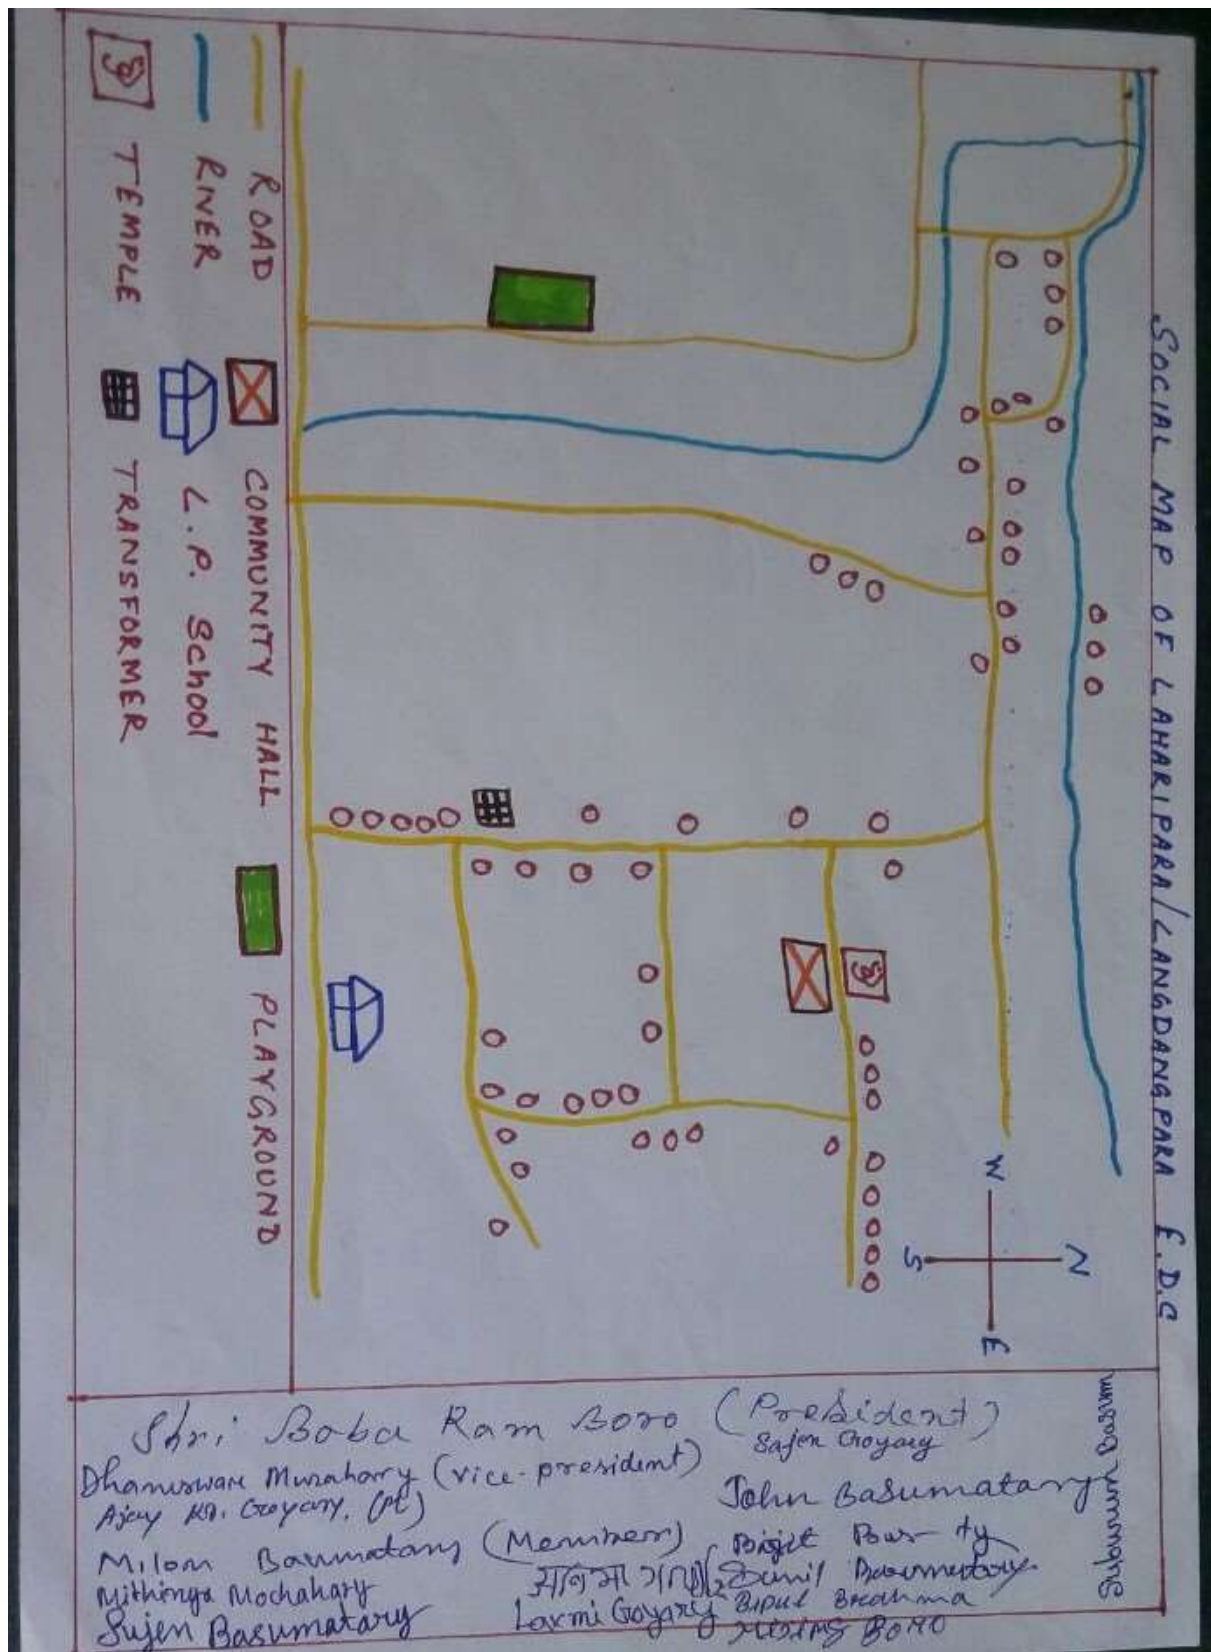 SOCIAL MAP OF LAHARIPARA/LANGDANGPARA E.D.C
N
W
E
S
ROAD
RIVER
TEMPLE
COMMUNITY HALL
L.P. School
TRANSFORMER
PLAYGROUND
Shri Baba Ram Boro (President)
Sajen Goyary
Dhaneswar Musahary (vice-president)
Ajay Kr. Goyary. (PL)
John Basumatary
Milon Basumatary (Member)
Mithinga Mochahary
Sunil Basumatary
Laxmi Goyary Bipul Brahma
Sujen Basumatary
BORO